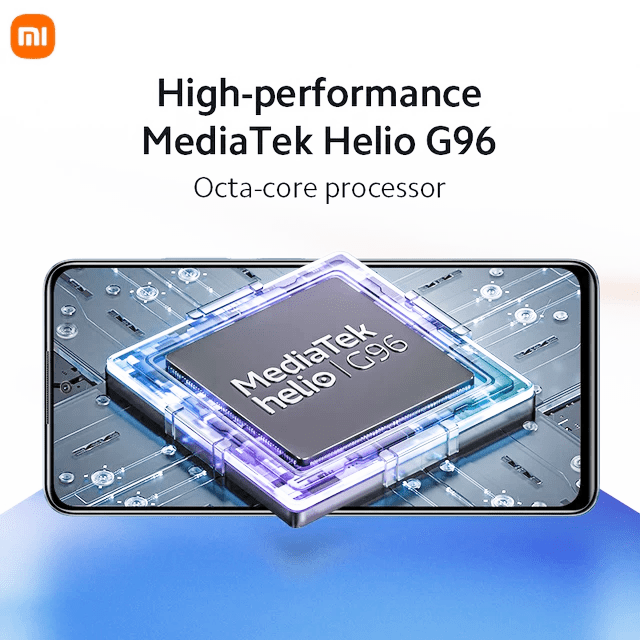 mi
High-performance
MediaTek Helio G96
Octa-core processor
MediaTek
helio | G96